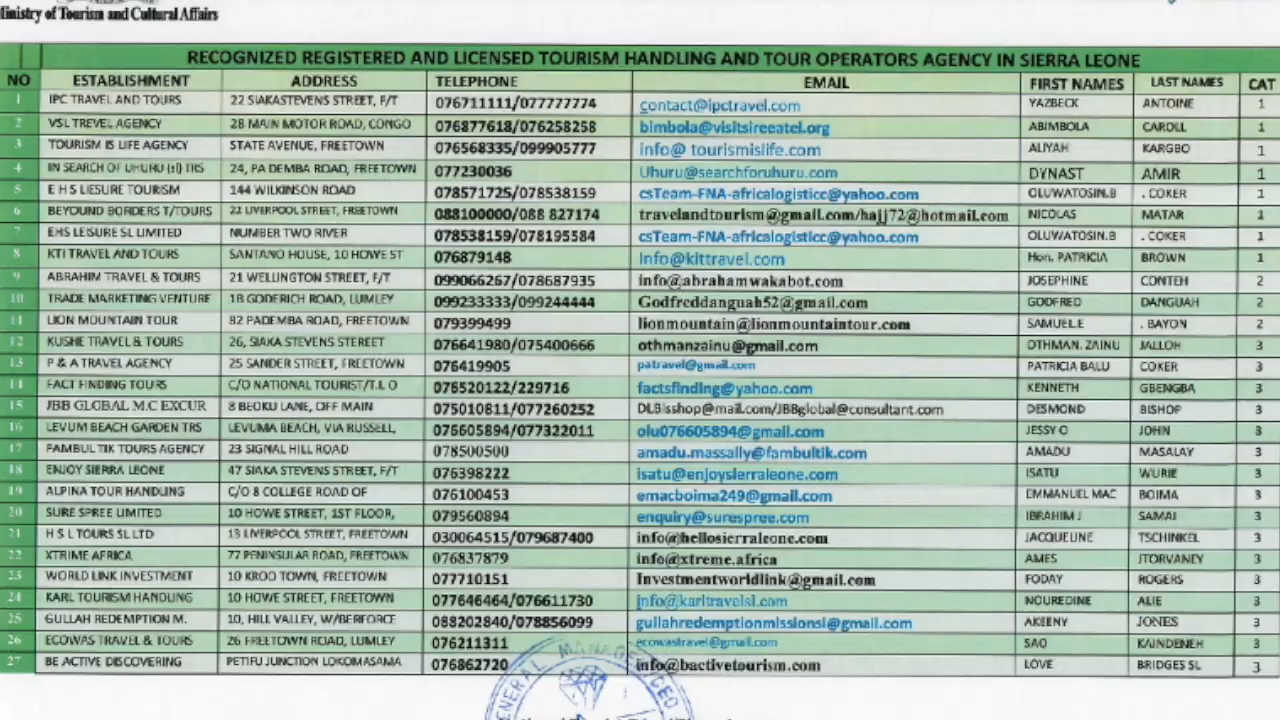 Ministry of Tourism and Cultural Affairs
RECOGNIZED REGISTERED AND LICENSED TOURISM HANDLING AND TOUR OPERATORS AGENCY IN SIERRA LEONE
NO ESTABLISHMENT ADDRESS TELEPHONE EMAIL FIRST NAMES LAST NAMES CAT
1 IPC TRAVEL AND TOURS 22 SIAKASTEVENS STREET, F/T 076711111/077777774 contact@ipctravel.com YAZBECK ANTOINE 1
2 VSL TREVEL AGENCY 28 MAIN MOTOR ROAD, CONGO 076877618/076258258 bimbola@visitsireeatel.org ABIMBOLA CAROLL 1
3 TOURISM IS LIFE AGENCY STATE AVENUE, FREETOWN 076568335/099905777 info@ tourismislife.com ALIYAH KARGBO 1
4 IN SEARCH OF UHURU (sl) TRS 24, PA DEMBA ROAD, FREETOWN 077230036 Uhuru@searchforuhuru.com DYNAST AMIR 1
5 E H S LIESURE TOURISM 144 WILKINSON ROAD 078571725/078538159 csTeam-FNA-africalogisticc@yahoo.com OLUWATOSIN.B . COKER 1
6 BEYOUND BORDERS T/TOURS 22 LIVERPOOL STREET, FREETOWN 088100000/088 827174 travelandtourism@gmail.com/hajj72@hotmail.com NICOLAS MATAR 1
7 EHS LEISURE SL LIMITED NUMBER TWO RIVER 078538159/078195584 csTeam-FNA-africalogisticc@yahoo.com OLUWATOSIN.B . COKER 1
8 KTI TRAVEL AND TOURS SANTANO HOUSE, 10 HOWE ST 076879148 Info@kittravel.com Hon. PATRICIA BROWN 1
9 ABRAHIM TRAVEL & TOURS 21 WELLINGTON STREET, F/T 099066267/078687935 info@abrahamwakabot.com JOSEPHINE CONTEH 2
10 TRADE MARKETING VENTURE 18 GODERICH ROAD, LUMLEY 099233333/099244444 Godfreddanguah52@gmail.com GODFRED DANGUAH 2
11 LION MOUNTAIN TOUR 82 PADEMBA ROAD, FREETOWN 079399499 lionmountain@lionmountaintour.com SAMUEL.E . BAYON 2
12 KUSHE TRAVEL & TOURS 26, SIAKA STEVENS STEREET 076641980/075400666 othmanzainu@gmail.com OTHMAN. ZAINU JALLOH 3
13 P & A TRAVEL AGENCY 25 SANDER STREET, FREETOWN 076419905 patravel@gmail.com PATRICIA BALU COKER 3
14 FACT FINDING TOURS C/O NATIONAL TOURIST/T.L O 076520122/229716 factsfinding@yahoo.com KENNETH GBENGBA 3
15 JBB GLOBAL M.C EXCUR 8 BEOKU LANE, OFF MAIN 075010811/077260252 DLBisshop@mail.com/JBBglobal@consultant.com DESMOND BISHOP 3
16 LEVUM BEACH GARDEN TRS LEVUMA BEACH, VIA RUSSELL, 076605894/077322011 olu076605894@gmail.com JESSY O JOHN 3
17 FAMBUL TIK TOURS AGENCY 23 SIGNAL HILL ROAD 078500500 amadu.massally@fambultik.com AMADU MASALAY 3
18 ENJOY SIERRA LEONE 47 SIAKA STEVENS STREET, F/T 076398222 isatu@enjoysierraleone.com ISATU WURIE 3
19 ALPINA TOUR HANDLING C/O 8 COLLEGE ROAD OF 076100453 emacboima249@gmail.com EMMANUEL MAC BOIMA 3
20 SURE SPREE LIMITED 10 HOWE STREET, 1ST FLOOR, 079560894 enquiry@surespree.com IBRAHIM J SAMAI 3
21 H S L TOURS SL LTD 13 LIVERPOOL STREET, FREETOWN 030064515/079687400 info@hellosierraleone.com JACQUELINE TSCHINKEL 3
22 XTRIME AFRICA 77 PENINSULAR ROAD, FREETOWN 076837879 info@xtreme.africa AMES JTORVANEY 3
23 WORLD LINK INVESTMENT 10 KROO TOWN, FREETOWN 077710151 Investmentworldlink@gmail.com FODAY ROGERS 3
24 KARL TOURISM HANDLING 10 HOWE STREET, FREETOWN 077646464/076611730 info@karltravelsl.com NOUREDINE ALIE 3
25 GULLAH REDEMPTION M. 10, HILL VALLEY, W/BERFORCE 088202840/078856099 gullahredemptionmissionsl@gmail.com AKEENY JONES 3
26 ECOWAS TRAVEL & TOURS 26 FREETOWN ROAD, LUMLEY 076211311 ecowastravel@gmail.com SAO KAINDENEH 3
27 BE ACTIVE DISCOVERING PETIFU JUNCTION LOKOMASAMA 076862720 info@bactivetourism.com LOVE BRIDGES SL 3
GENERAL MANAGER